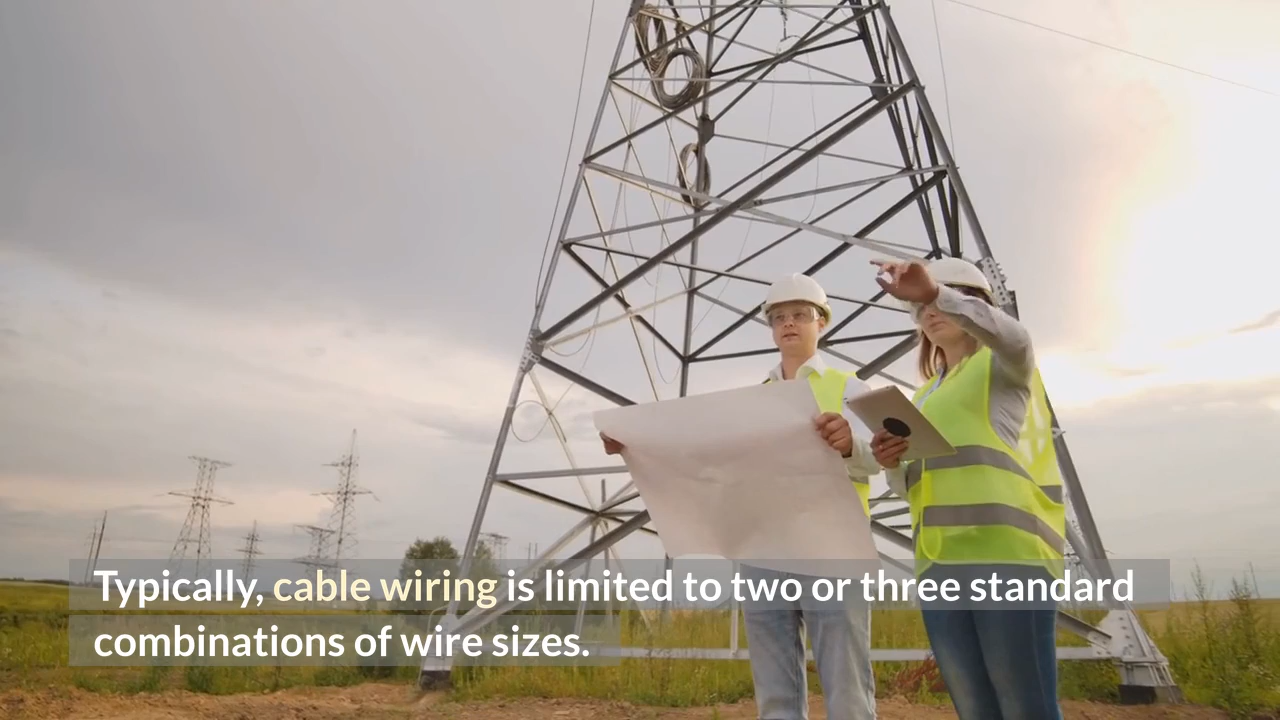 Typically, cable wiring is limited to two or three standard
combinations of wire sizes.